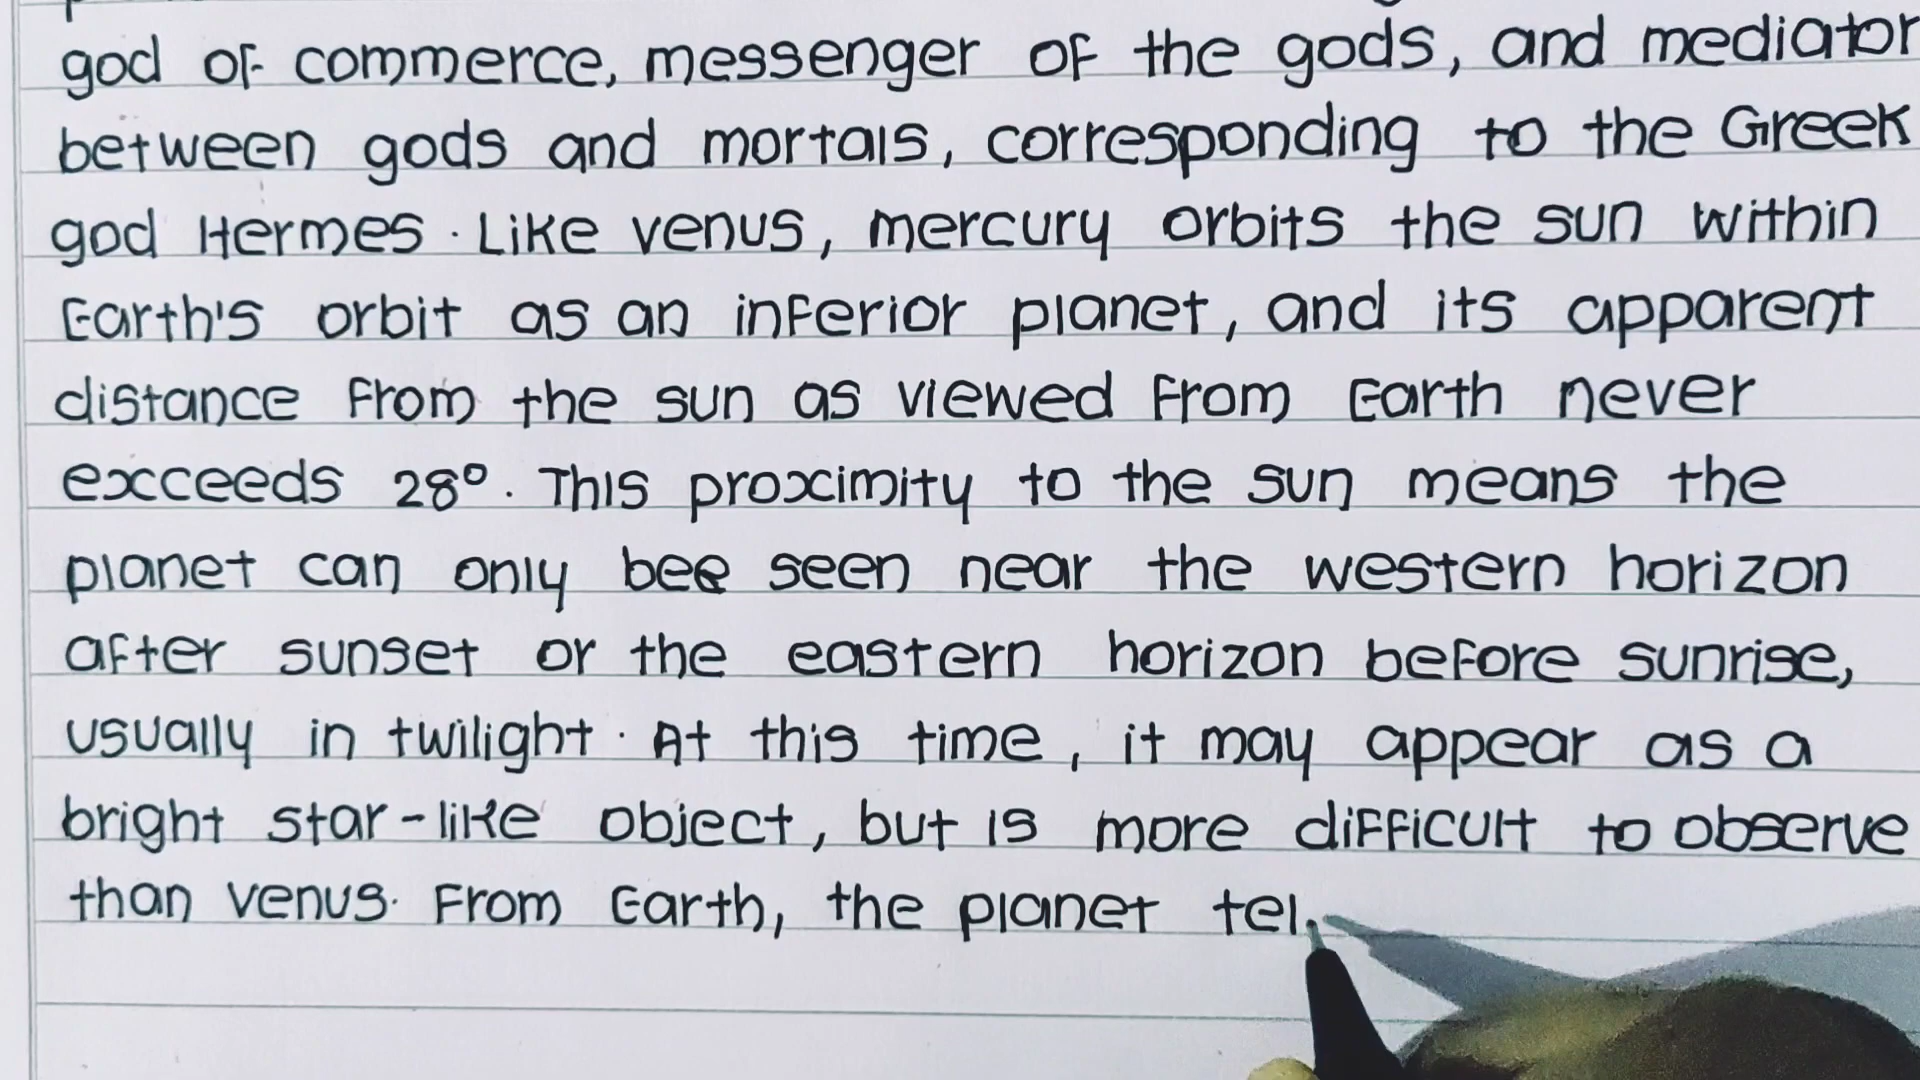 god of commerce, messenger of the gods, and mediator
between gods and mortals, corresponding to the Greek
god Hermes. Like venus, mercury orbits the sun within
Earth's orbit as an inferior planet, and its apparent
distance from the sun as viewed from Earth never
exceeds 28°. This proximity to the sun means the
planet can only bee seen near the western horizon
after sunset or the eastern horizon before sunrise,
usually in twilight. At this time, it may appear as a
bright star-like object, but is more difficult to observe
than venus. From Earth, the planet tel